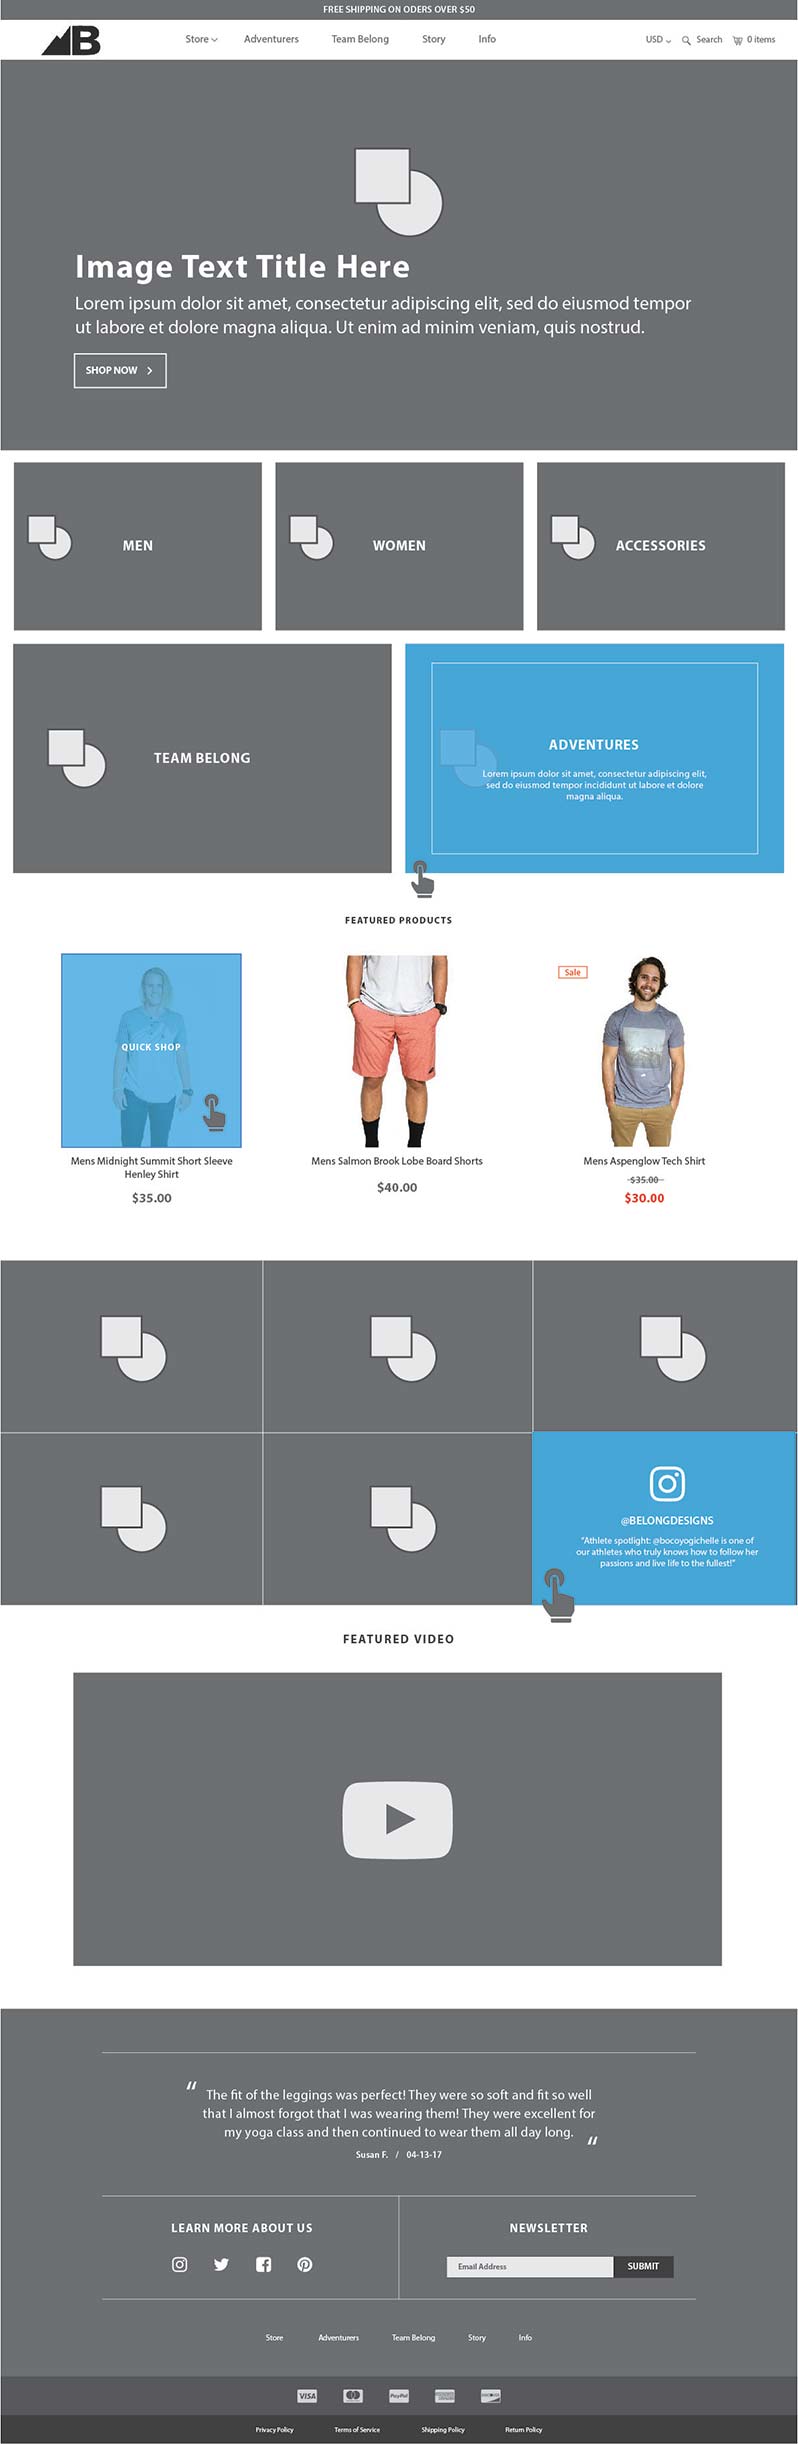 FREE SHIPPING ON ODERS OVER $50
B
Store Adventurers Team Belong Story Info USD Search 0 items
Image Text Title Here
Lorem ipsum dolor sit amet, consectetur adipiscing elit, sed do eiusmod tempor
ut labore et dolore magna aliqua. Ut enim ad minim veniam, quis nostrud.
SHOP NOW
MEN
WOMEN
ACCESSORIES
TEAM BELONG
ADVENTURES
Lorem ipsum dolor sit amet, consectetur adipiscing elit,
sed do eiusmod tempor incididunt ut labore et dolore
magna aliqua.
FEATURED PRODUCTS
QUICK SHOP
Mens Midnight Summit Short Sleeve
Henley Shirt
$35.00
Mens Salmon Brook Lobe Board Shorts
$40.00
Sale
Mens Aspenglow Tech Shirt
$35.00
$30.00
@BELONGDESIGNS
“Athlete spotlight: @bocoyogichelle is one of
our athletes who truly knows how to follow her
passions and live life to the fullest!”
FEATURED VIDEO
“ The fit of the leggings was perfect! They were so soft and fit so well
that I almost forgot that I was wearing them! They were excellent for
my yoga class and then continued to wear them all day long. “
Susan F. / 04-13-17
LEARN MORE ABOUT US
NEWSLETTER
Email Address SUBMIT
Store Adventurers Team Belong Story Info
VISA PayPal
Privacy Policy Terms of Service Shipping Policy Return Policy